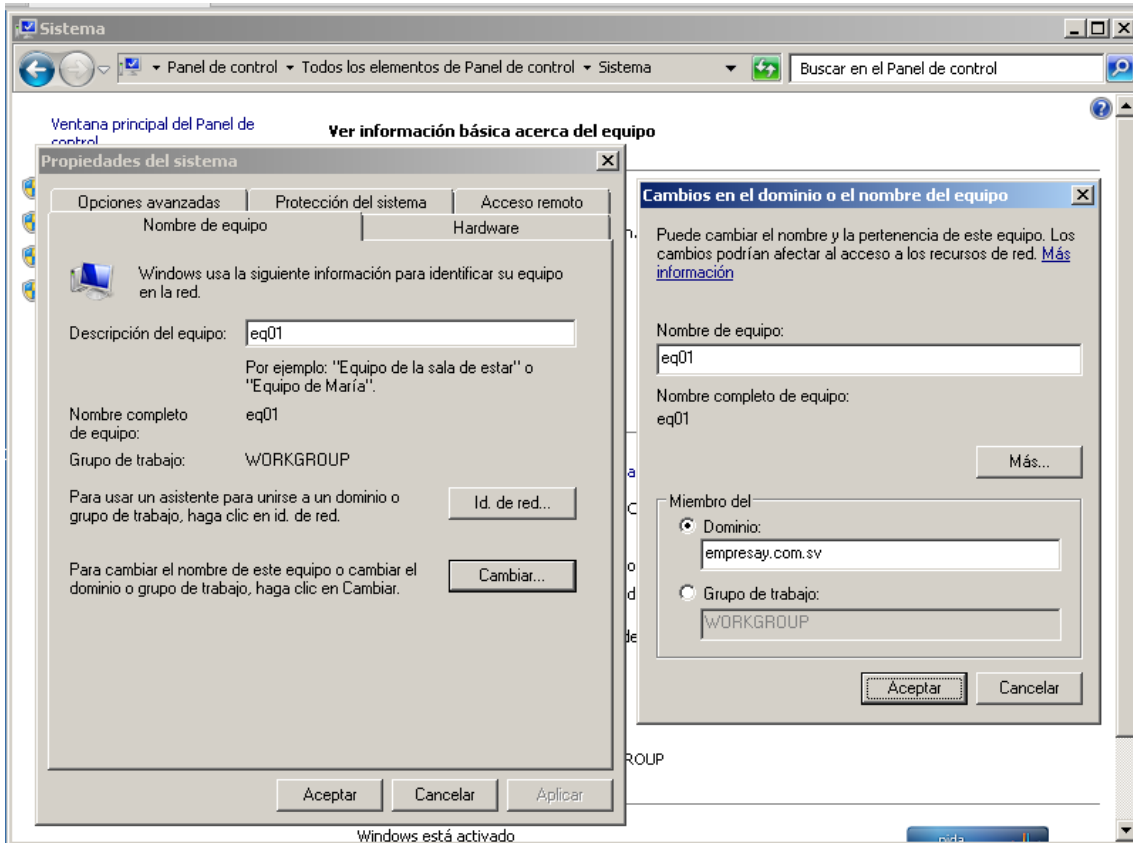 Sistema
Panel de control Todos los elementos de Panel de control Sistema
Buscar en el Panel de control
Ventana principal del Panel de
control
Ver información básica acerca del equipo
Propiedades del sistema
Opciones avanzadas Protección del sistema Acceso remoto
Nombre de equipo Hardware
Windows usa la siguiente información para identificar su equipo
en la red.
Descripción del equipo: eq01
Por ejemplo: "Equipo de la sala de estar" o
"Equipo de María".
Nombre completo
de equipo:
eq01
Grupo de trabajo: WORKGROUP
Para usar un asistente para unirse a un dominio o
grupo de trabajo, haga clic en id. de red.
Id. de red...
Para cambiar el nombre de este equipo o cambiar el
dominio o grupo de trabajo, haga clic en Cambiar.
Cambiar...
Aceptar Cancelar Aplicar
Cambios en el dominio o el nombre del equipo
Puede cambiar el nombre y la pertenencia de este equipo. Los
cambios podrían afectar al acceso a los recursos de red. Más
información
Nombre de equipo:
eq01
Nombre completo de equipo:
eq01
Más...
Miembro del
Dominio:
empresay.com.sv
Grupo de trabajo:
WORKGROUP
Aceptar Cancelar
ROUP
Windows está activado